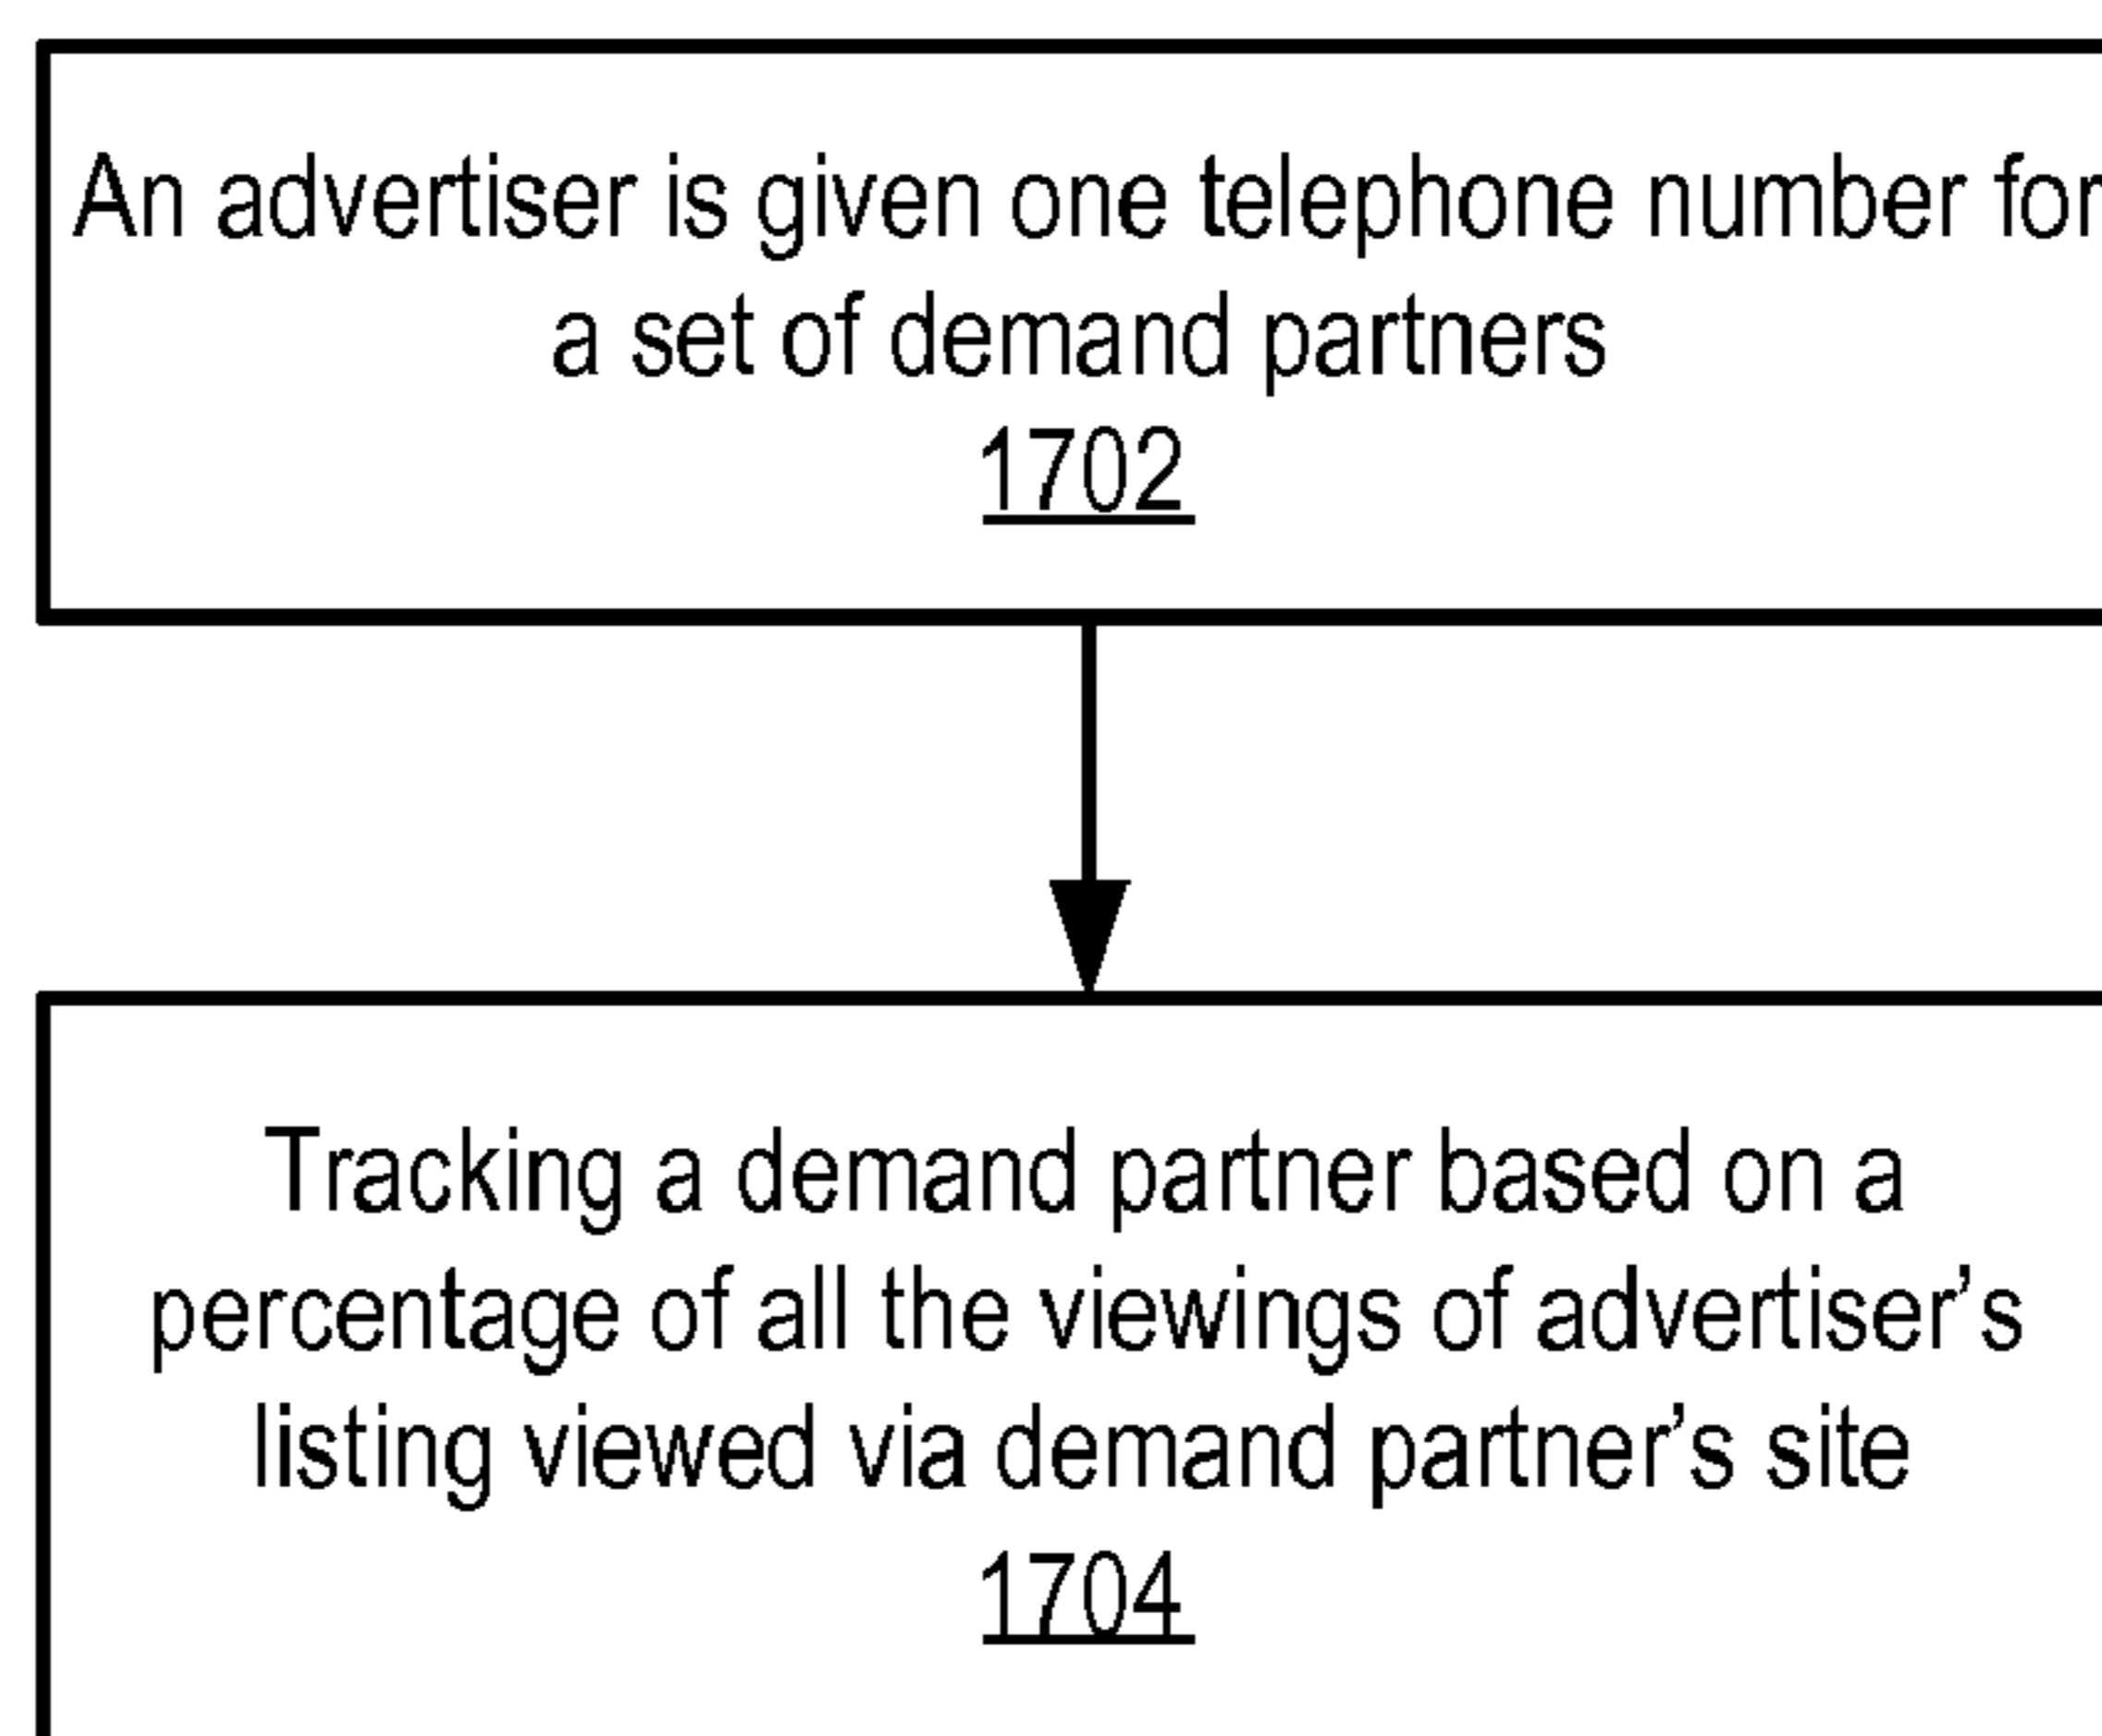 An advertiser is given one telephone number for
a set of demand partners
1702
Tracking a demand partner based on a
percentage of all the viewings of advertiser’s
listing viewed via demand partner’s site
1704